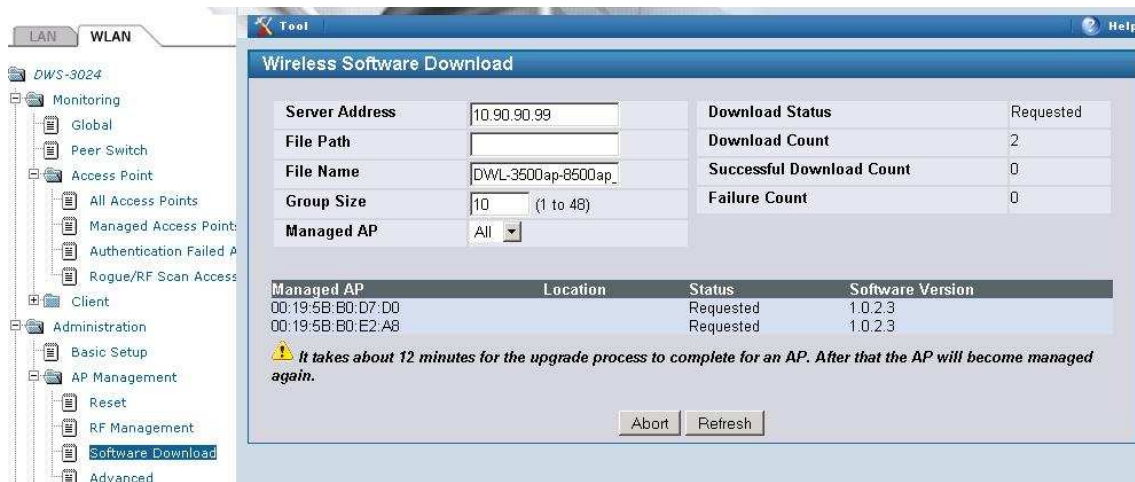 LAN
WLAN
DWS-3024
Monitoring
Global
Peer Switch
Access Point
All Access Points
Managed Access Point
Authentication Failed A
Rogue/RF Scan Access
Client
Administration
Basic Setup
AP Management
Reset
RF Management
Software Download
Advanced
Tool
Help
Wireless Software Download
Server Address 10.90.90.99
File Path
File Name DWL-3500ap-8500ap_
Group Size 10 (1 to 48)
Managed AP All
Download Status Requested
Download Count 2
Successful Download Count 0
Failure Count 0
Managed AP Location Status Software Version
00:19:5B:B0:D7:D0 Requested 1.0.2.3
00:19:5B:B0:E2:A8 Requested 1.0.2.3
It takes about 12 minutes for the upgrade process to complete for an AP. After that the AP will become managed
again.
Abort Refresh